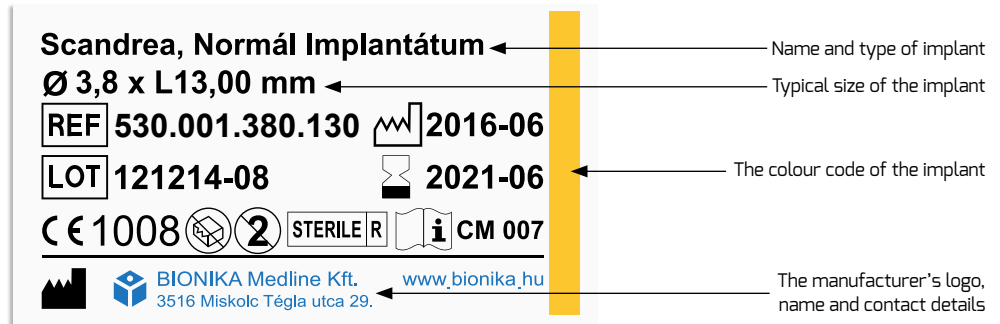 Scandrea, Normál Implantátum
Name and type of implant
Ø 3,8 x L13,00 mm
Typical size of the implant
REF 530.001.380.130 2016-06
LOT 121214-08 2021-06
The colour code of the implant
CE 1008 2 STERILE R i CM 007
BIONIKA Medline Kft. www.bionika.hu
3516 Miskolc Tégla utca 29.
The manufacturer's logo,
name and contact details